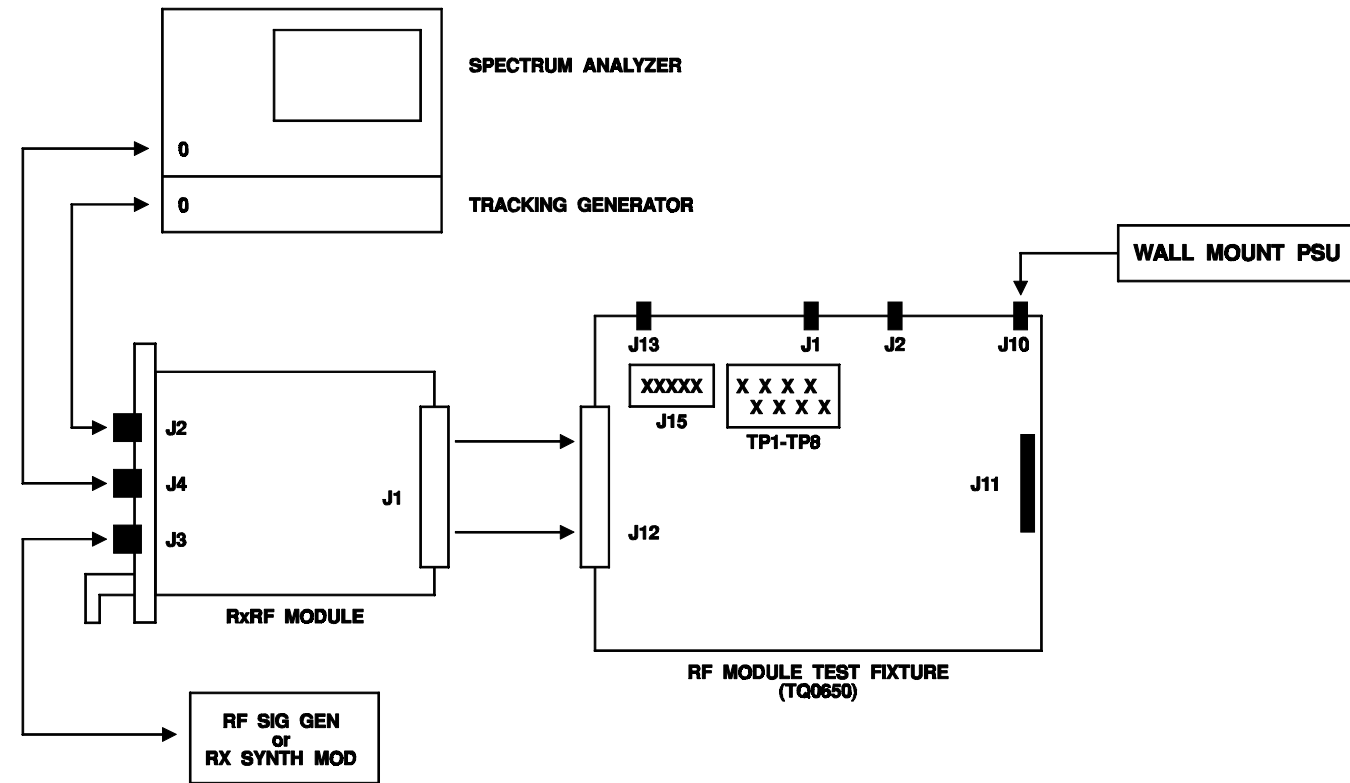 SPECTRUM ANALYZER
0
0
TRACKING GENERATOR
WALL MOUNT PSU
J13
J1
J2
J10
XXXXX
J15
X X X X
X X X X
TP1-TP8
J11
J12
J2
J4
J3
J1
RxRF MODULE
RF MODULE TEST FIXTURE
(TQ0650)
RF SIG GEN
or
RX SYNTH MOD